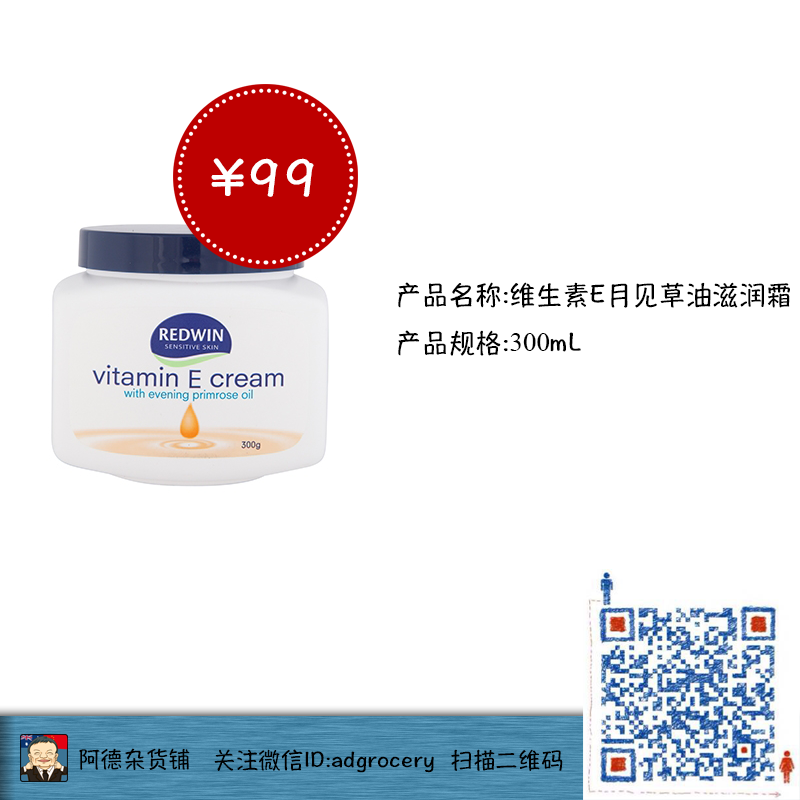 ¥99
REDWIN
SENSITIVE SKIN
vitamin E cream
with evening primrose oil
300g
产品名称:维生素E月见草油滋润霜
产品规格:300mL
阿德杂货铺 关注微信ID:adgrocery 扫描二维码